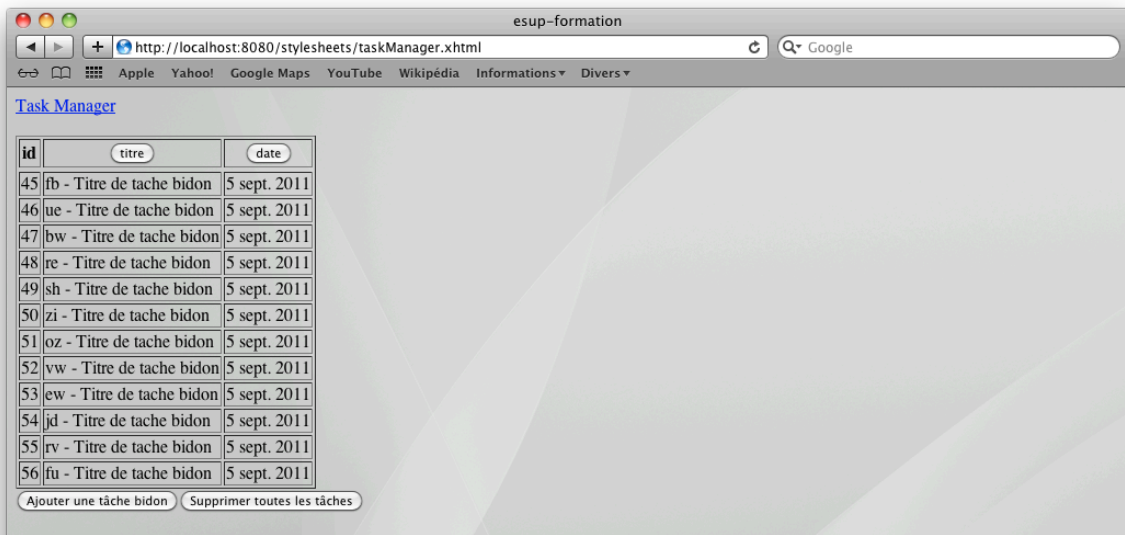 esup-formation
http://localhost:8080/stylesheets/taskManager.xhtml Google
Apple Yahoo! Google Maps YouTube Wikipédia Informations Divers
Task Manager
id titre date
45 fb - Titre de tache bidon 5 sept. 2011
46 ue - Titre de tache bidon 5 sept. 2011
47 bw - Titre de tache bidon 5 sept. 2011
48 re - Titre de tache bidon 5 sept. 2011
49 sh - Titre de tache bidon 5 sept. 2011
50 zi - Titre de tache bidon 5 sept. 2011
51 oz - Titre de tache bidon 5 sept. 2011
52 vw - Titre de tache bidon 5 sept. 2011
53 ew - Titre de tache bidon 5 sept. 2011
54 jd - Titre de tache bidon 5 sept. 2011
55 rv - Titre de tache bidon 5 sept. 2011
56 fu - Titre de tache bidon 5 sept. 2011
Ajouter une tâche bidon Supprimer toutes les tâches